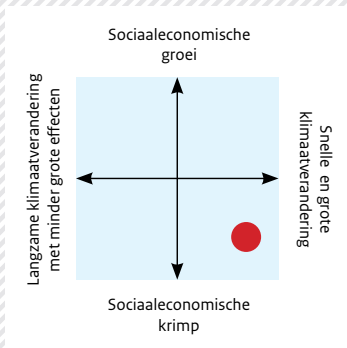 Sociaaleconomische
groei
Langzame klimaatverandering
met minder grote effecten
Snelle en grote
klimaatverandering
Sociaaleconomische
krimp